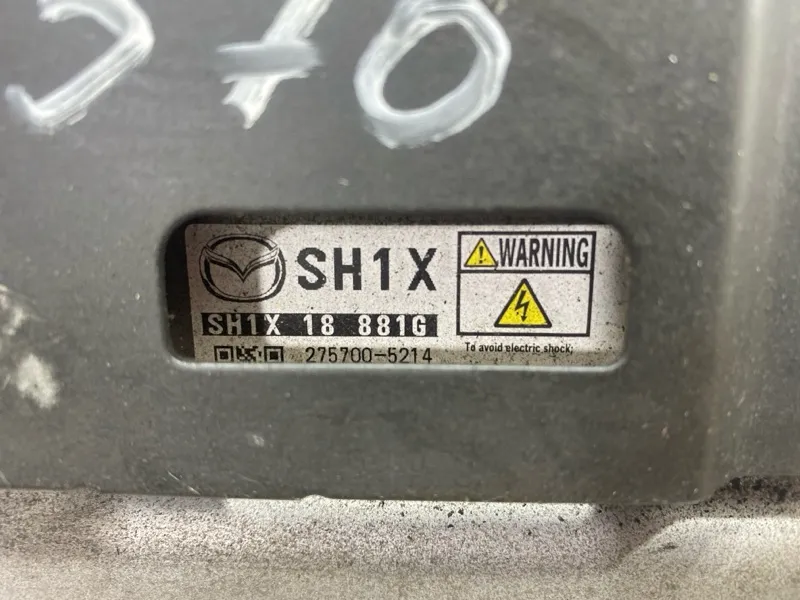 SH1X
WARNING
SH1X 18 881G
275700-5214
To avoid electric shock,